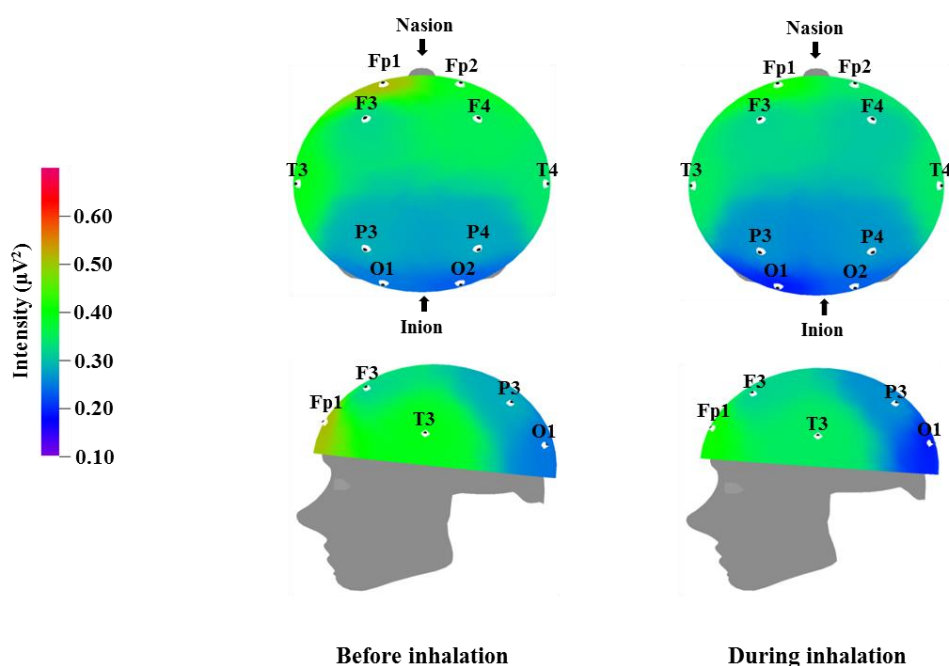 Nasion
Fp1 Fp2
F3 F4
T3 T4
P3 P4
O1 O2
Inion
Nasion
Fp1 Fp2
F3 F4
T3 T4
P3 P4
O1 O2
Inion
Intensity (µV²)
0.60
0.50
0.40
0.30
0.20
0.10
F3 P3
Fp1
T3 O1
F3 P3
Fp1
T3 O1
Before inhalation
During inhalation